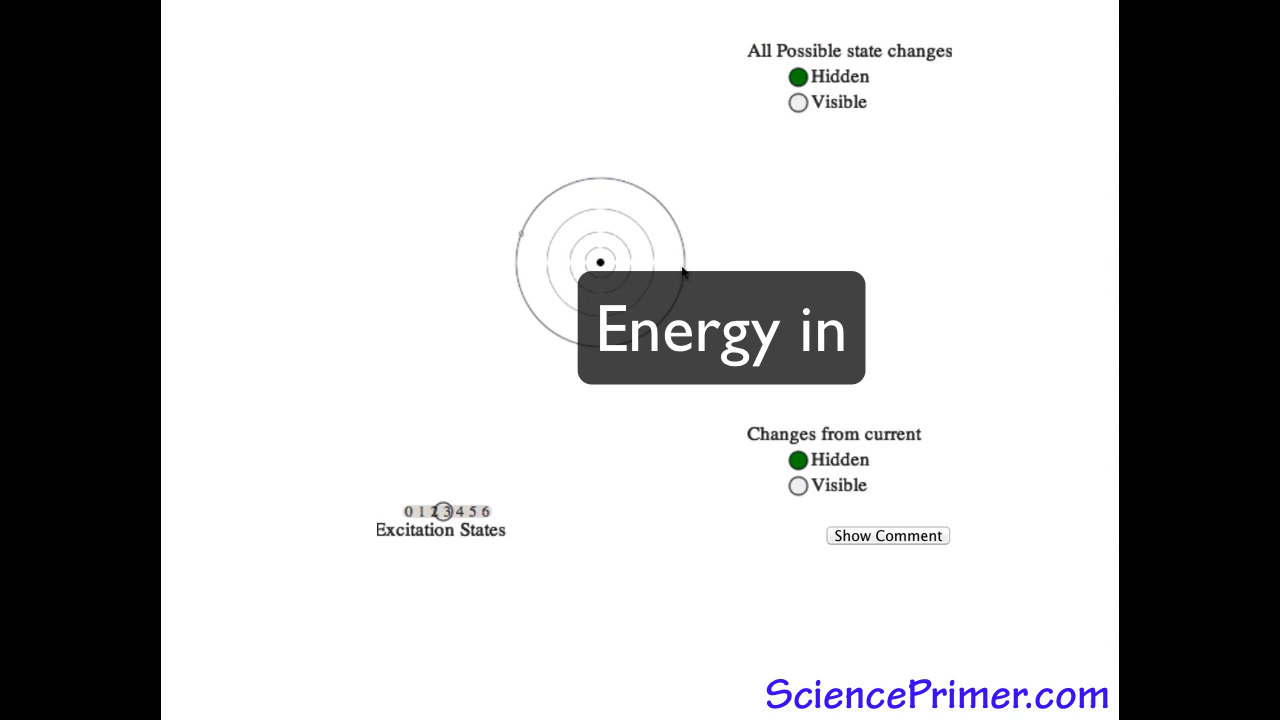 All Possible state changes
Hidden
Visible
Energy in
Changes from current
Hidden
Visible
0 1 2 3 4 5 6
Excitation States
Show Comment
SciencePrimer.com